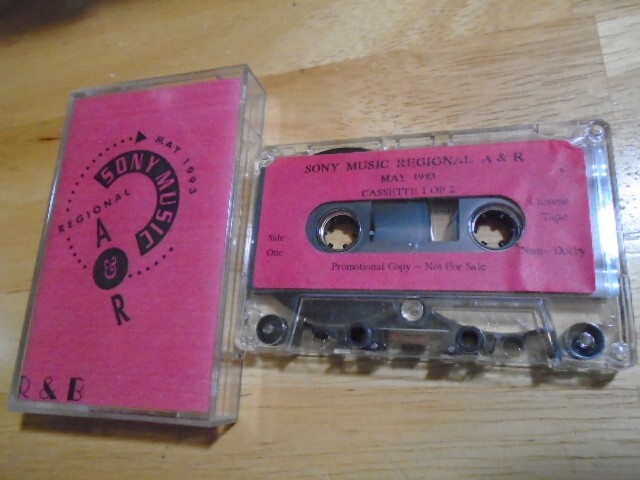 MAY 1993
SONY MUSIC
REGIONAL
A
&
R
R & B
SONY MUSIC REGIONAL A & R
MAY 1993
CASSETTE 1 OF 2
Side
One
Chrome
Tape
Non-Dolby
Promotional Copy - Not For Sale